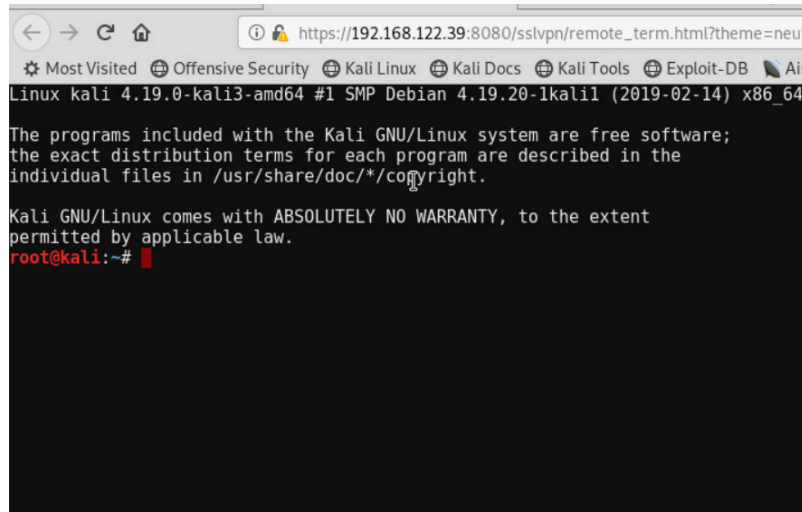 https://192.168.122.39:8080/sslvpn/remote_term.html?theme=neu
Most Visited Offensive Security Kali Linux Kali Docs Kali Tools Exploit-DB
Linux kali 4.19.0-kali3-amd64 #1 SMP Debian 4.19.20-1kali1 (2019-02-14) x86_64
The programs included with the Kali GNU/Linux system are free software;
the exact distribution terms for each program are described in the
individual files in /usr/share/doc/*/copyright.
Kali GNU/Linux comes with ABSOLUTELY NO WARRANTY, to the extent
permitted by applicable law.
root@kali:~#